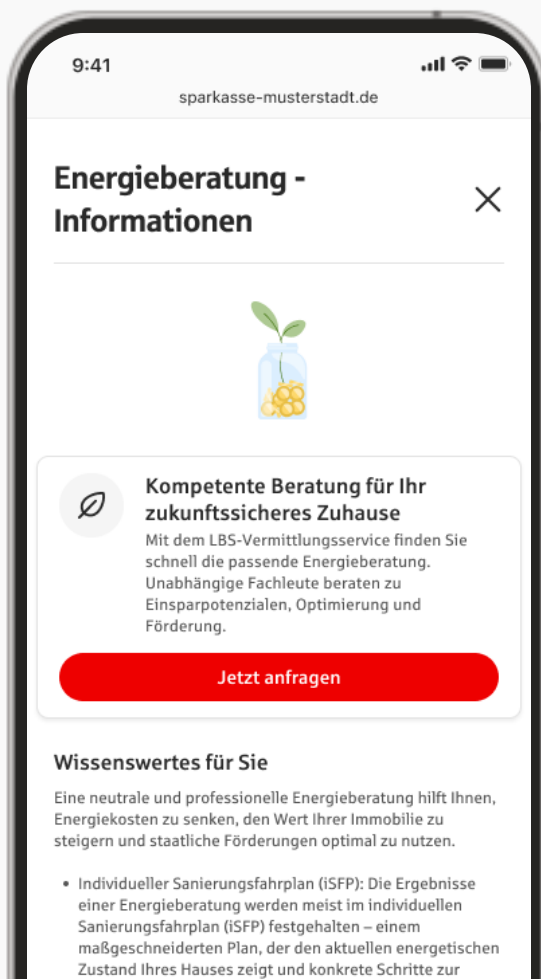 9:41
sparkasse-musterstadt.de
Energieberatung -
Informationen
Kompetente Beratung für Ihr
zukunftssicheres Zuhause
Mit dem LBS-Vermittlungsservice finden Sie
schnell die passende Energieberatung.
Unabhängige Fachleute beraten zu
Einsparpotenzialen, Optimierung und
Förderung.
Jetzt anfragen
Wissenswertes für Sie
Eine neutrale und professionelle Energieberatung hilft Ihnen,
Energiekosten zu senken, den Wert Ihrer Immobilie zu
steigern und staatliche Förderungen optimal zu nutzen.
• Individueller Sanierungsfahrplan (iSFP): Die Ergebnisse
einer Energieberatung werden meist im individuellen
Sanierungsfahrplan (iSFP) festgehalten – einem
maßgeschneiderten Plan, der den aktuellen energetischen
Zustand Ihres Hauses zeigt und konkrete Schritte zur